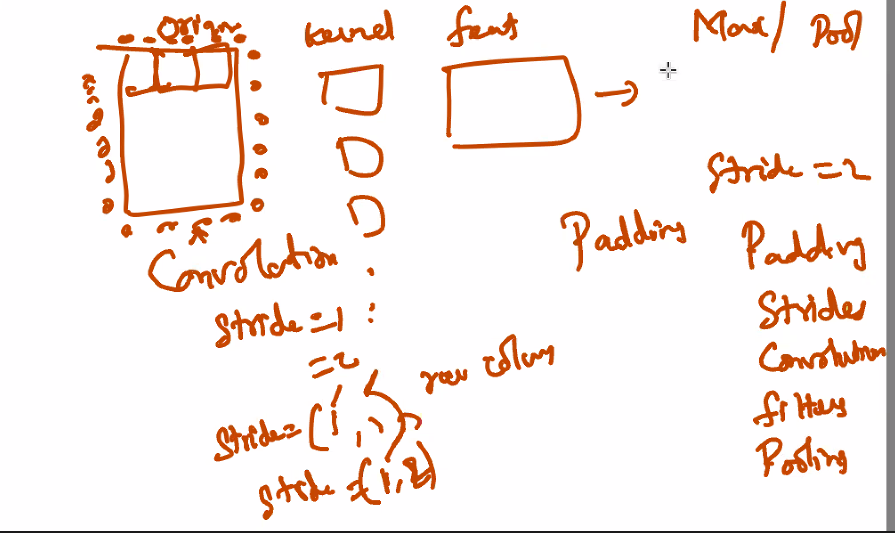 Origin
kernel
feat
Max / Pool
Convolution
Stride = 1
= 2
Stride = (1, 1)
row column
Stride = (1, 2)
Padding
Stride = 2
Padding
Strides
Convolution
filters
Pooling